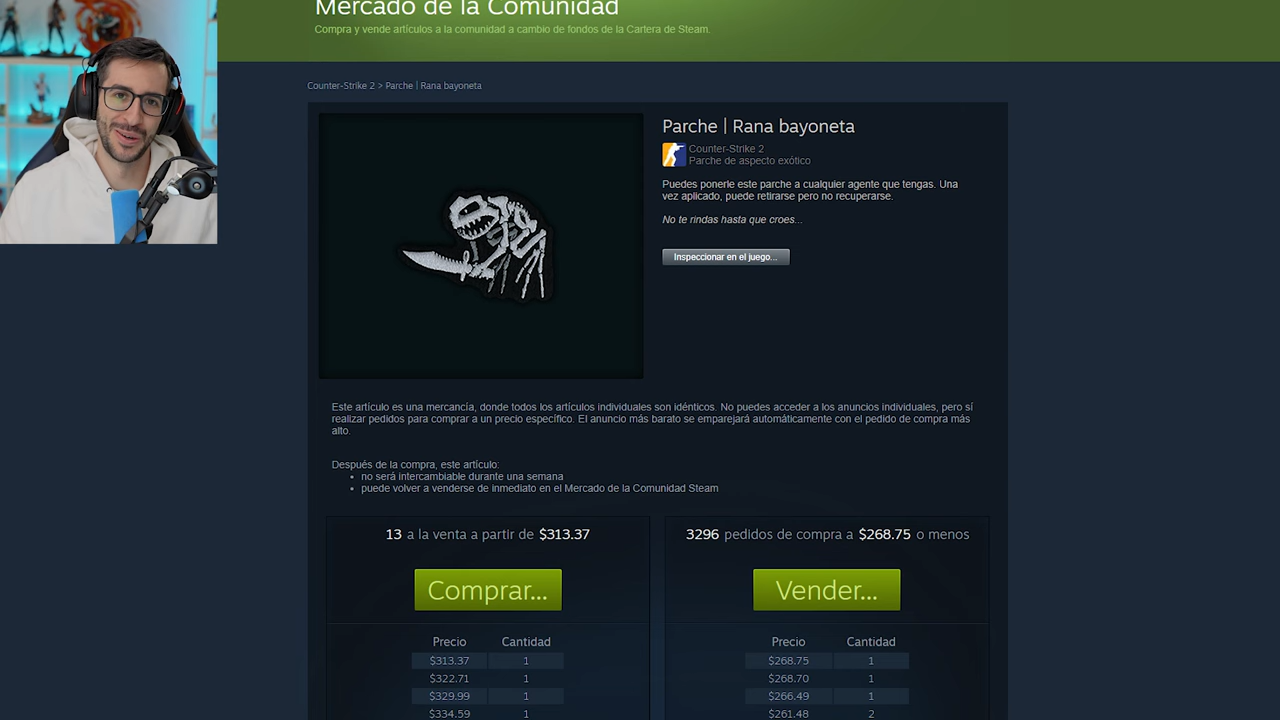 Mercado de la Comunidad
Compra y vende artículos a la comunidad a cambio de fondos de la Cartera de Steam.
Counter-Strike 2 > Parche | Rana bayoneta
Parche | Rana bayoneta
Counter-Strike 2
Parche de aspecto exótico
Puedes ponerle este parche a cualquier agente que tengas. Una
vez aplicado, puede retirarse pero no recuperarse.
No te rindas hasta que croes...
Inspeccionar en el juego...
Este artículo es una mercancía, donde todos los artículos individuales son idénticos. No puedes acceder a los anuncios individuales, pero sí
realizar pedidos para comprar a un precio específico. El anuncio más barato se emparejará automáticamente con el pedido de compra más
alto.
Después de la compra, este artículo:
• no será intercambiable durante una semana
• puede volver a venderse de inmediato en el Mercado de la Comunidad Steam
13 a la venta a partir de $313.37
Comprar...
Precio Cantidad
$313.37 1
$322.71 1
$329.99 1
$334.59 1
3296 pedidos de compra a $268.75 o menos
Vender...
Precio Cantidad
$268.75 1
$268.70 1
$266.49 1
$261.48 2